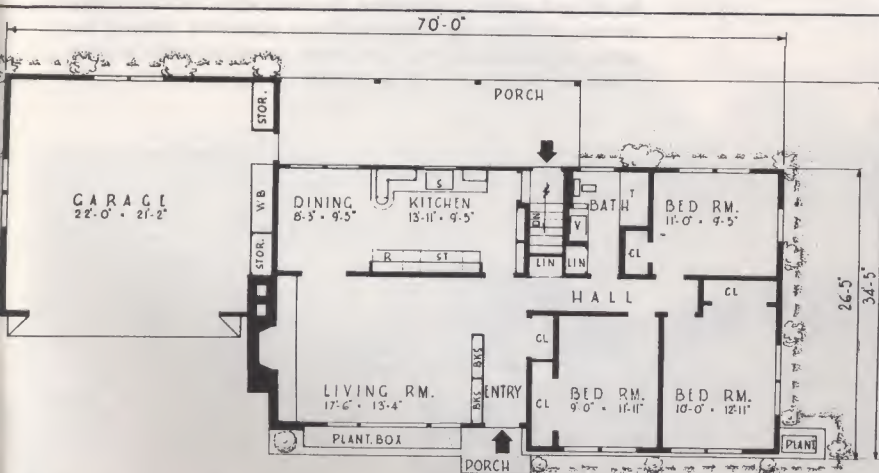 70'-0"
PORCH
STOR.
GARAGE
22'-0" × 21'-2"
W B
STOR.
DINING
8'-3" × 9'-5"
S
KITCHEN
13'-11" × 9'-5"
R
ST
DN
LIN
LIN
BATH
T
V
CL
BED RM.
11'-0" × 9'-5"
CL
HALL
26'-5"
34'-5"
LIVING RM.
17'-6" × 13'-4"
BKS
BKS
ENTRY
CL
CL
BED RM.
9'-0" × 11'-11"
BED RM.
10'-0" × 12'-11"
PLANT. BOX
PORCH
PLANT